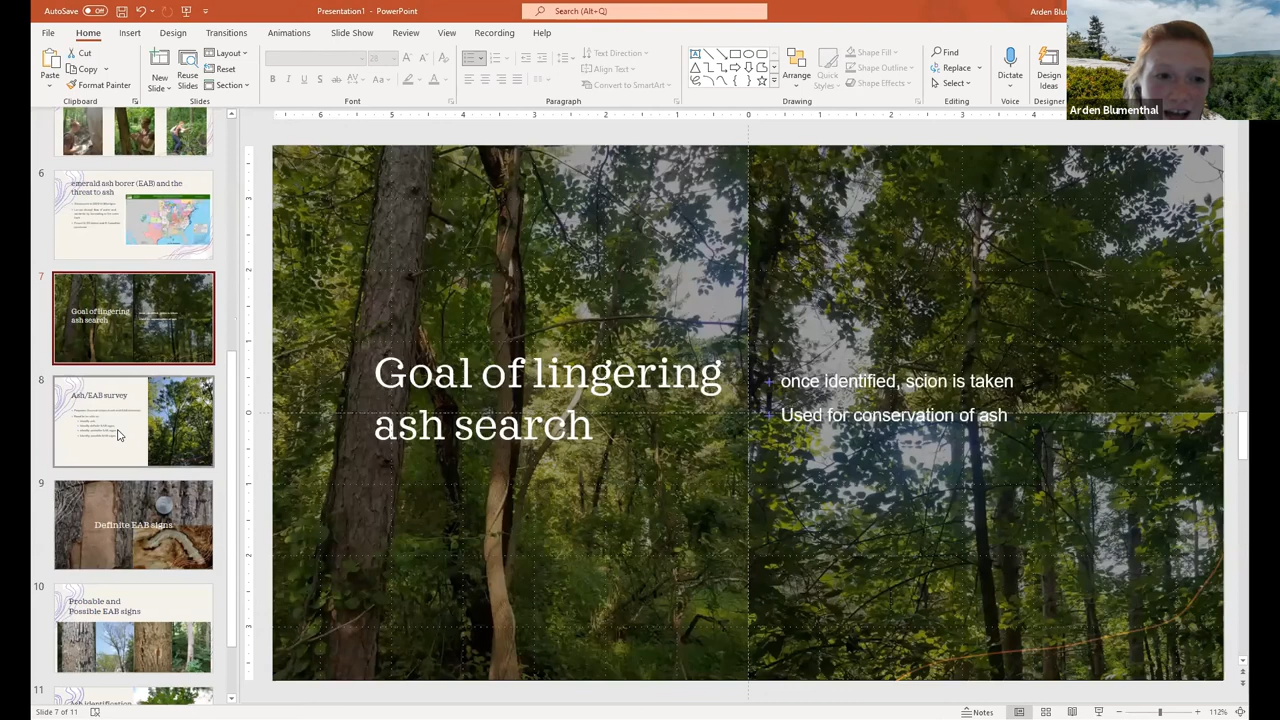 AutoSave Off Presentation1 - PowerPoint Search (Alt+Q) Arden Blu
File Home Insert Design Transitions Animations Slide Show Review View Recording Help
Paste Cut Copy Format Painter
New Slide Reuse Slides Layout Reset Section
Text Direction Align Text Convert to SmartArt
Arrange Quick Styles Shape Fill Shape Outline Shape Effects
Find Replace Select Dictate Design Ideas
Clipboard Slides Font Paragraph Drawing Editing Voice Designer
Arden Blumenthal
6
emerald ash borer (EAB) and the
threat to ash
7
Goal of lingering
ash search
8
Ash/EAB survey
9
Definite EAB signs
10
Probable and
Possible EAB signs
11
Ash Identification
Goal of lingering
ash search
once identified, scion is taken
Used for conservation of ash
Slide 7 of 11 Notes 112%